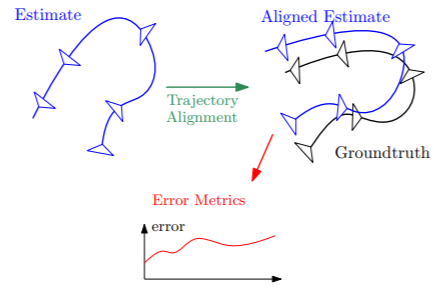 Estimate
Aligned Estimate
Trajectory
Alignment
Groundtruth
Error Metrics
error